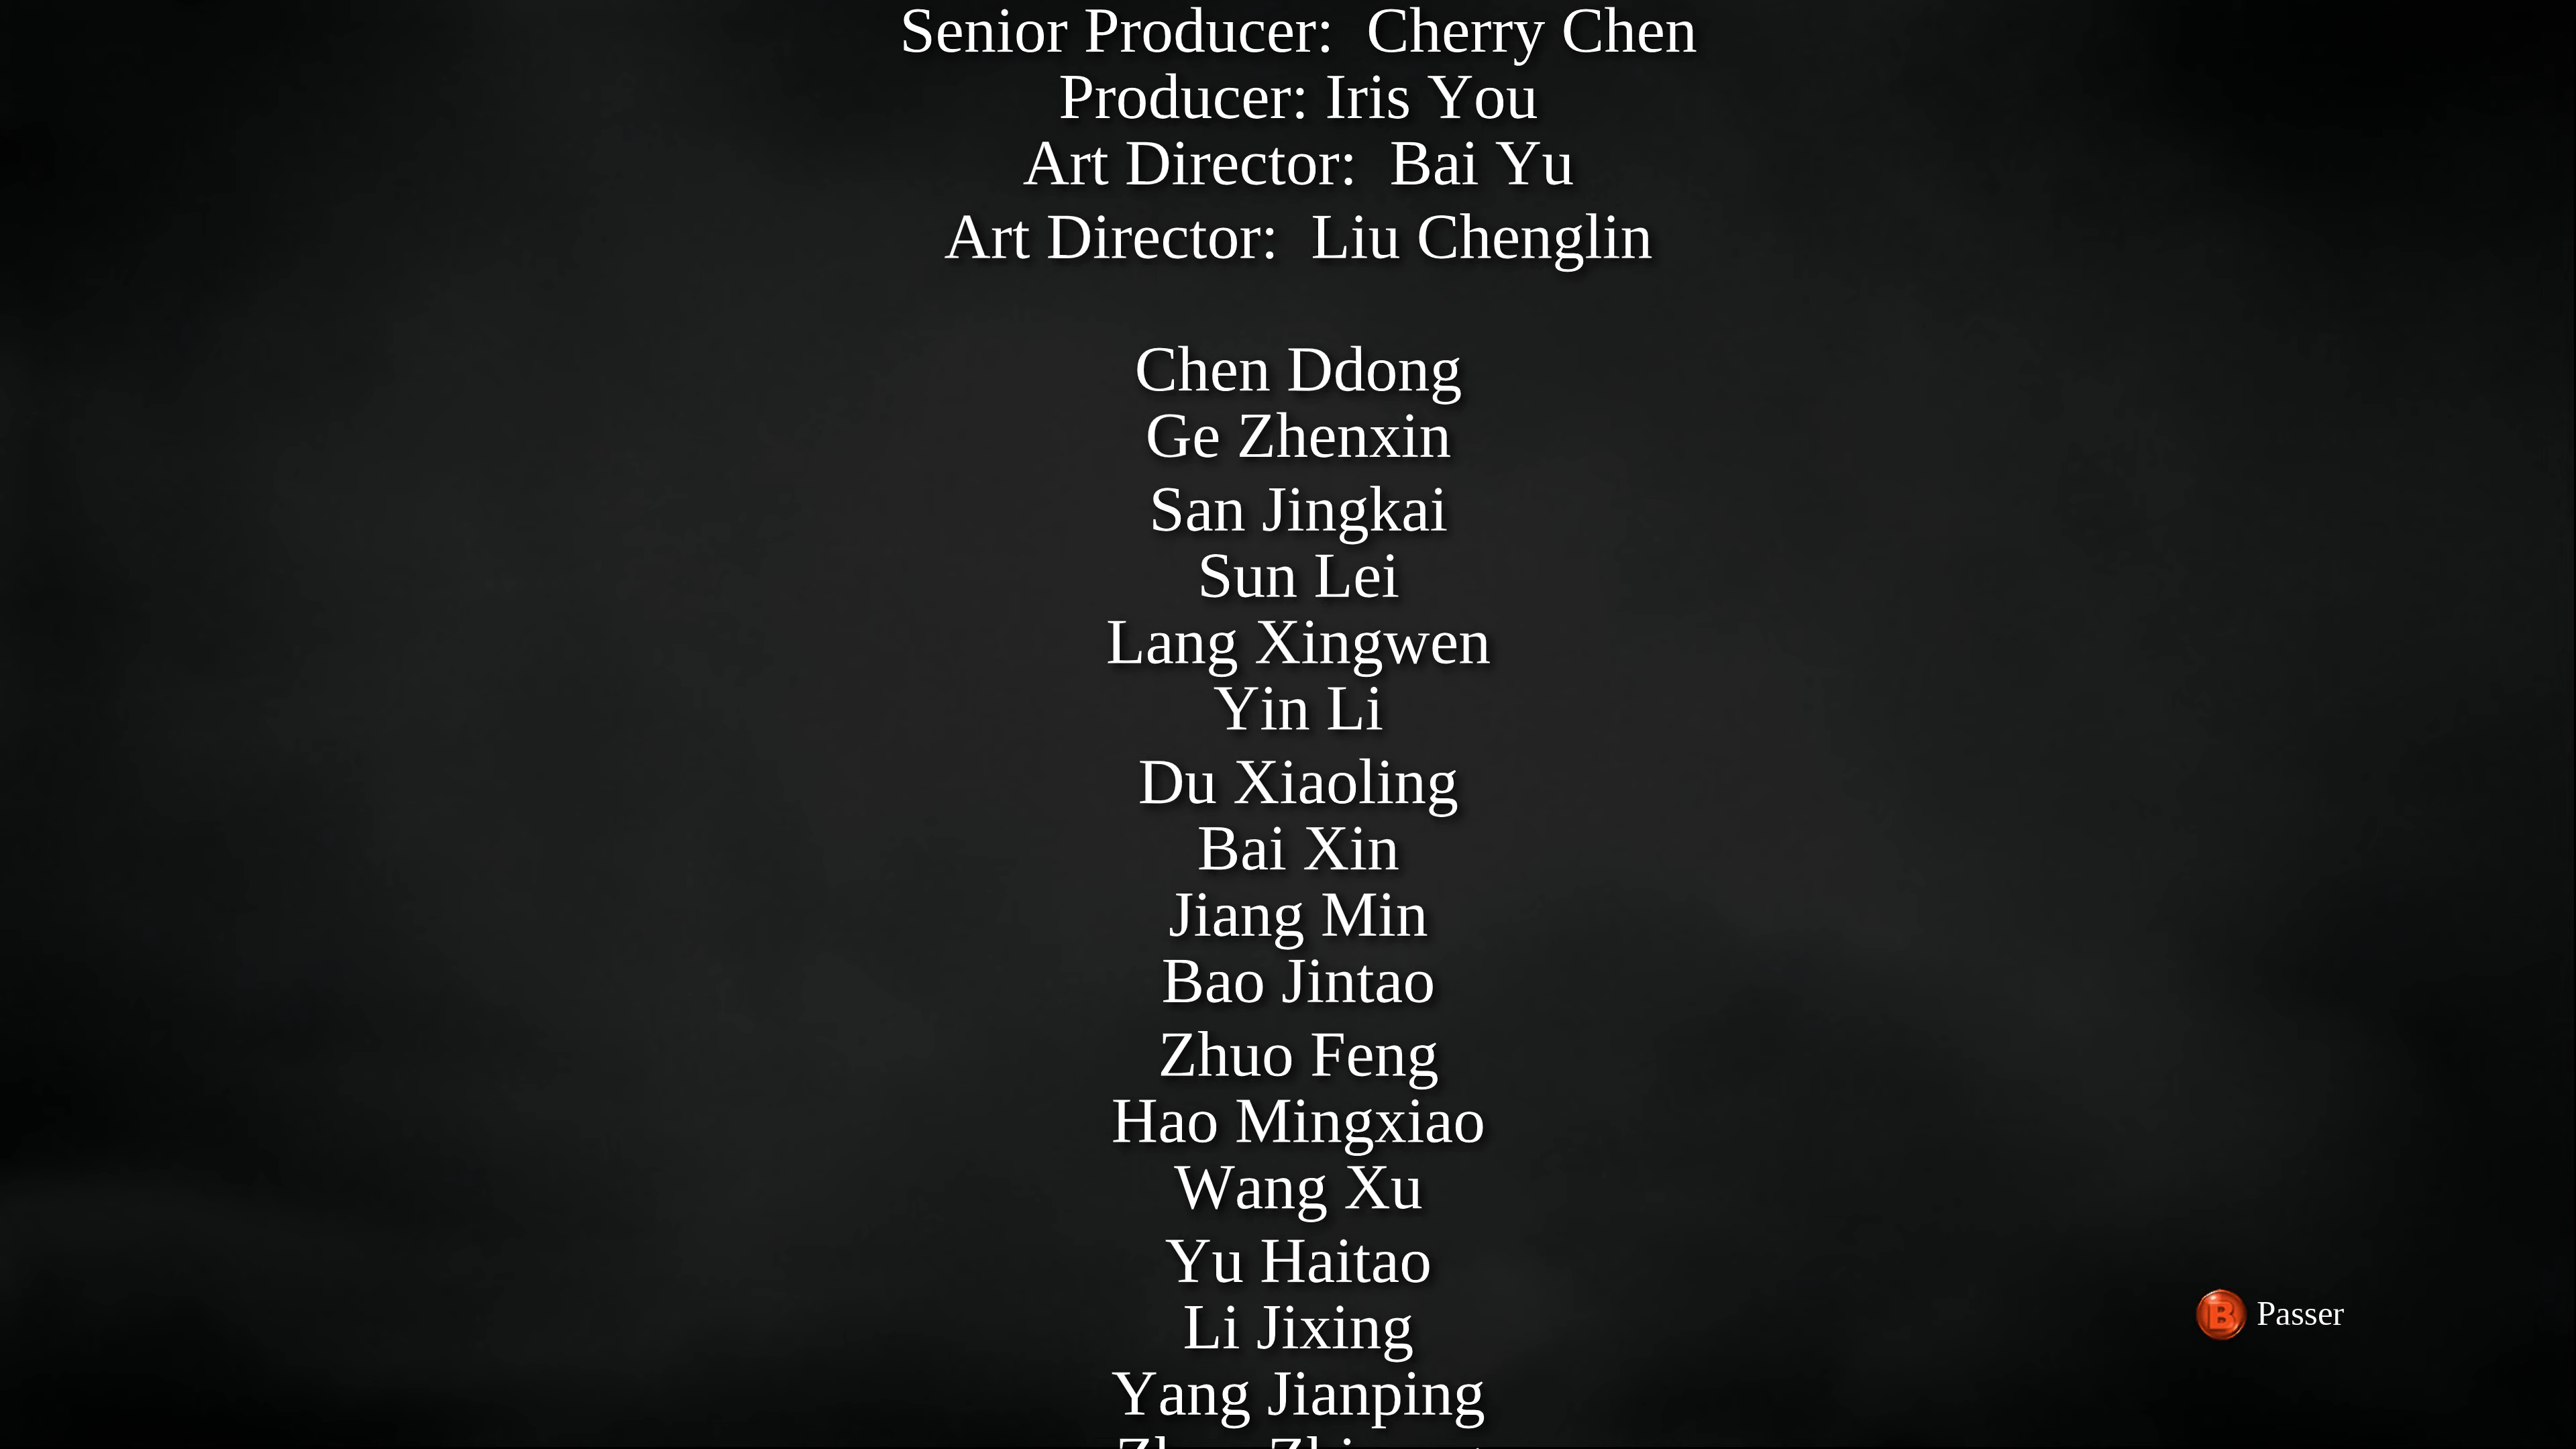 Senior Producer:  Cherry Chen
Producer: Iris You
Art Director:  Bai Yu
Art Director:  Liu Chenglin
Chen Ddong
Ge Zhenxin
San Jingkai
Sun Lei
Lang Xingwen
Yin Li
Du Xiaoling
Bai Xin
Jiang Min
Bao Jintao
Zhuo Feng
Hao Mingxiao
Wang Xu
Yu Haitao
Li Jixing
B Passer
Yang Jianping